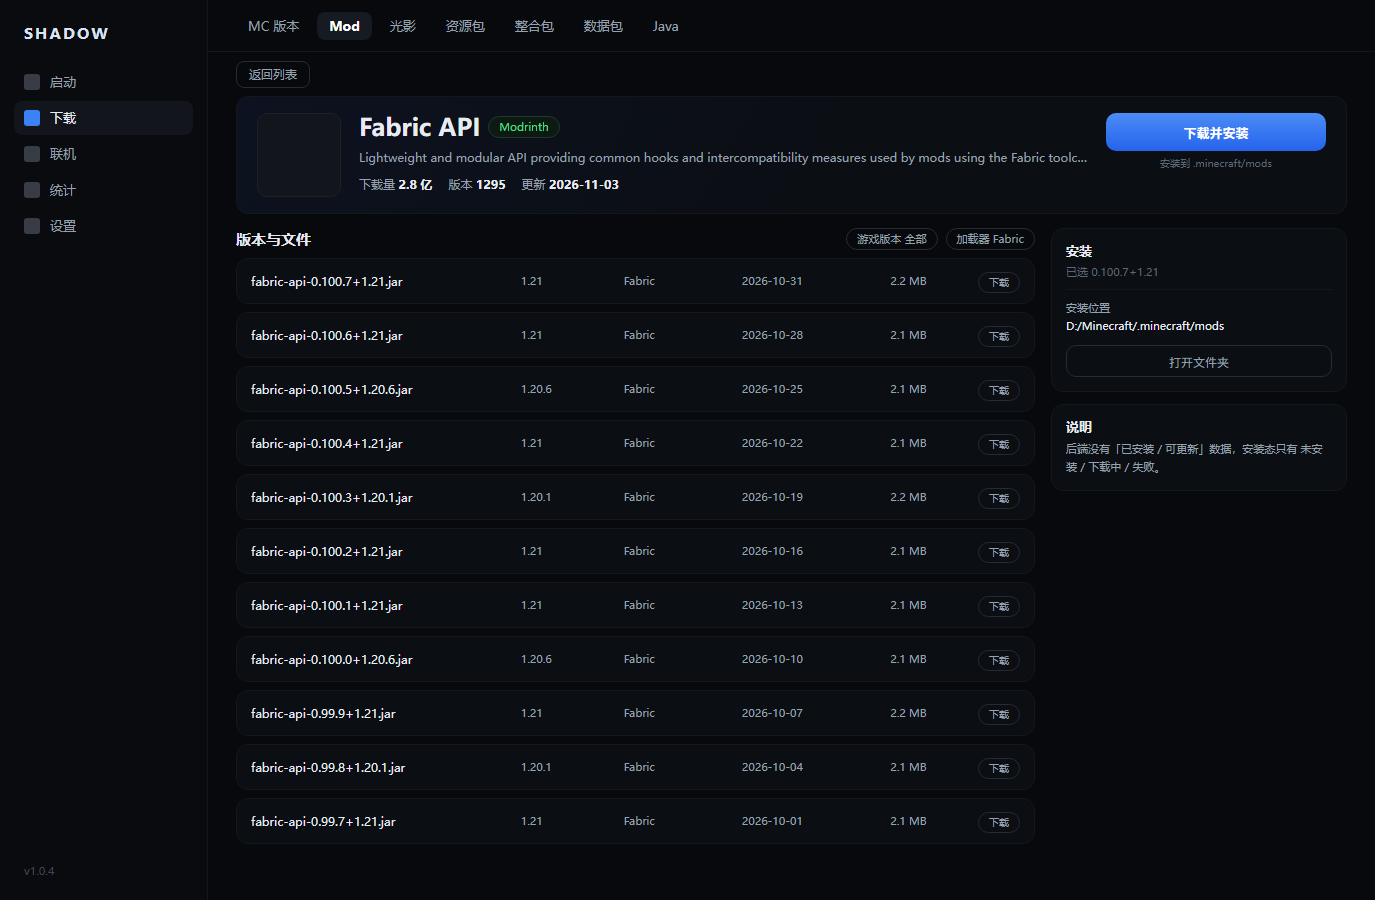 SHADOW
启动
下载
联机
统计
设置
v1.0.4
MC 版本
Mod
光影
资源包
整合包
数据包
Java
返回列表
Fabric API
Modrinth
Lightweight and modular API providing common hooks and intercompatibility measures used by mods using the Fabric toolc...
下载量 2.8 亿 版本 1295 更新 2026-11-03
下载并安装
安装到 .minecraft/mods
版本与文件
游戏版本 全部
加载器 Fabric
fabric-api-0.100.7+1.21.jar 1.21 Fabric 2026-10-31 2.2 MB 下载
fabric-api-0.100.6+1.21.jar 1.21 Fabric 2026-10-28 2.1 MB 下载
fabric-api-0.100.5+1.20.6.jar 1.20.6 Fabric 2026-10-25 2.1 MB 下载
fabric-api-0.100.4+1.21.jar 1.21 Fabric 2026-10-22 2.1 MB 下载
fabric-api-0.100.3+1.20.1.jar 1.20.1 Fabric 2026-10-19 2.2 MB 下载
fabric-api-0.100.2+1.21.jar 1.21 Fabric 2026-10-16 2.1 MB 下载
fabric-api-0.100.1+1.21.jar 1.21 Fabric 2026-10-13 2.1 MB 下载
fabric-api-0.100.0+1.20.6.jar 1.20.6 Fabric 2026-10-10 2.1 MB 下载
fabric-api-0.99.9+1.21.jar 1.21 Fabric 2026-10-07 2.2 MB 下载
fabric-api-0.99.8+1.20.1.jar 1.20.1 Fabric 2026-10-04 2.1 MB 下载
fabric-api-0.99.7+1.21.jar 1.21 Fabric 2026-10-01 2.1 MB 下载
安装
已选 0.100.7+1.21
安装位置
D:/Minecraft/.minecraft/mods
打开文件夹
说明
后端没有「已安装 / 可更新」数据，安装态只有 未安
装 / 下载中 / 失败。